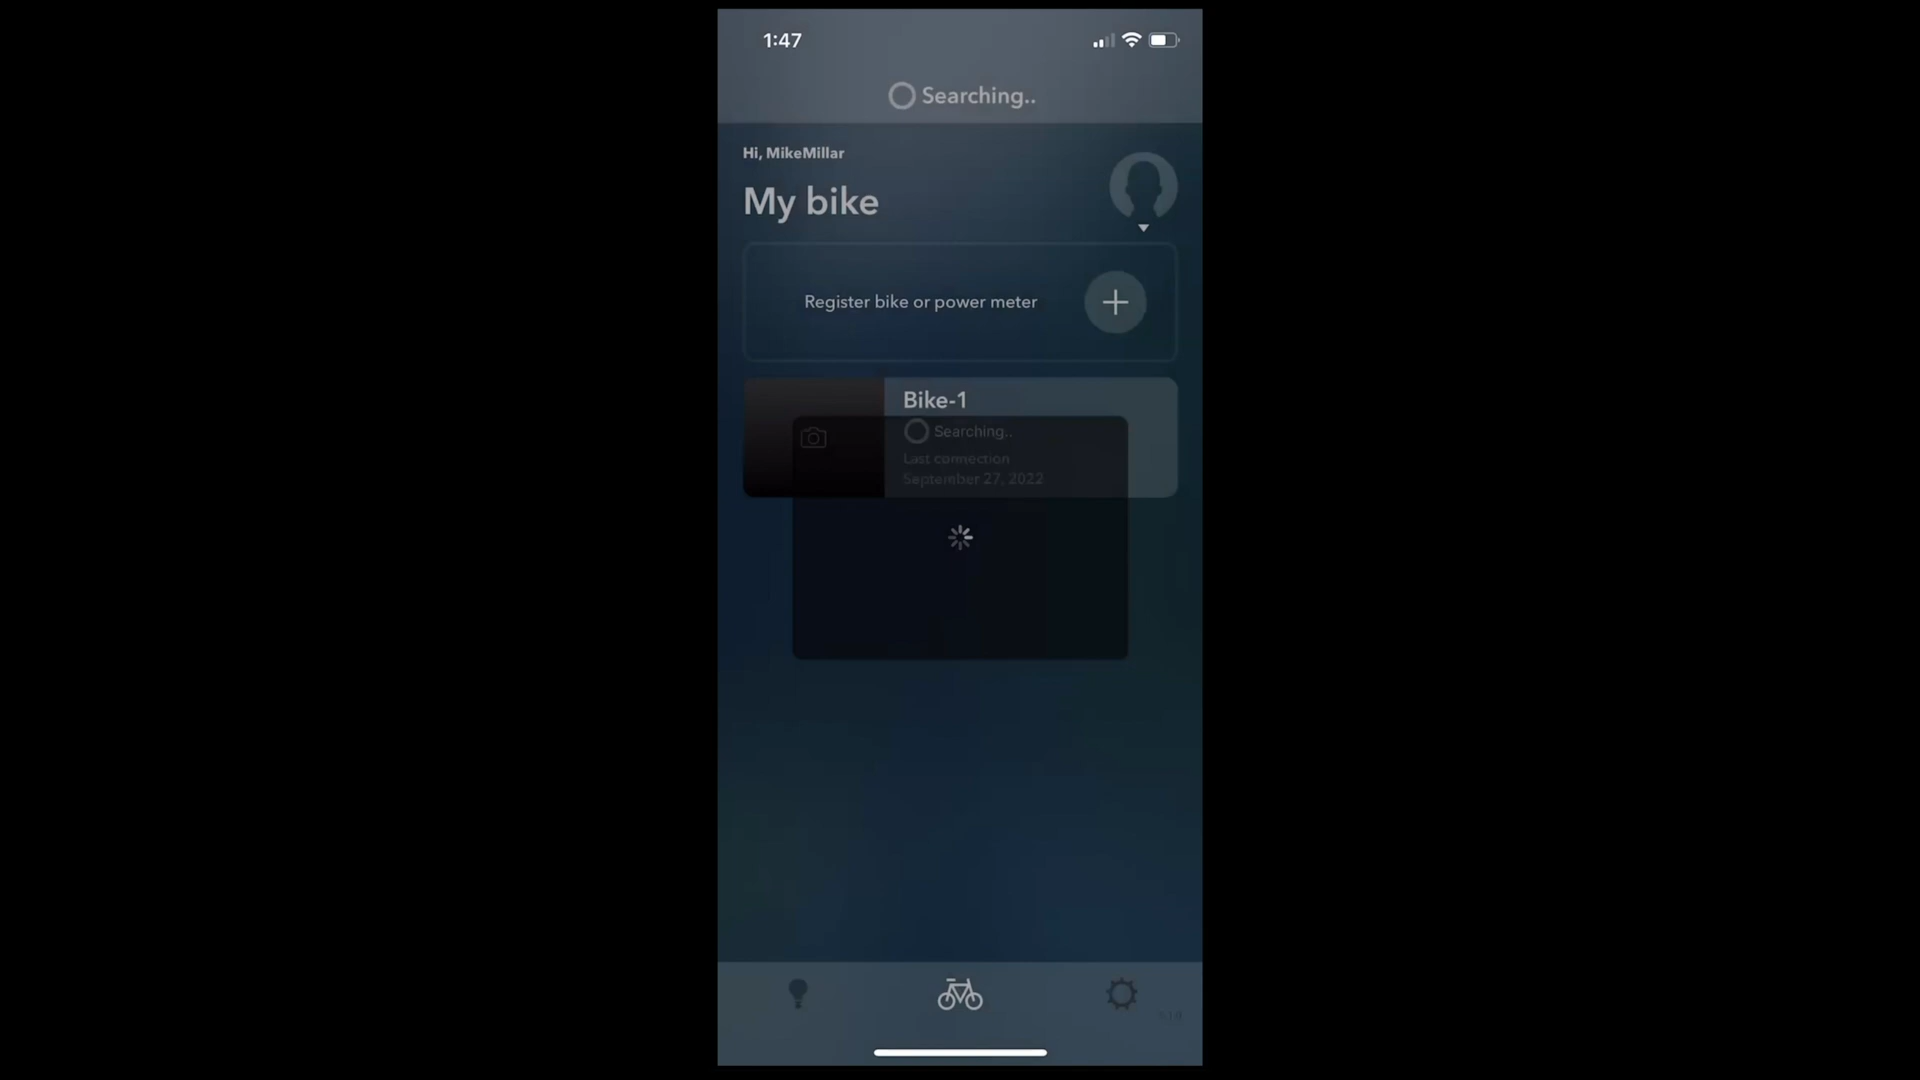 1:47
Searching..
Hi, MikeMillar
My bike
Register bike or power meter
Bike-1
Searching..
Last connection
September 27, 2022